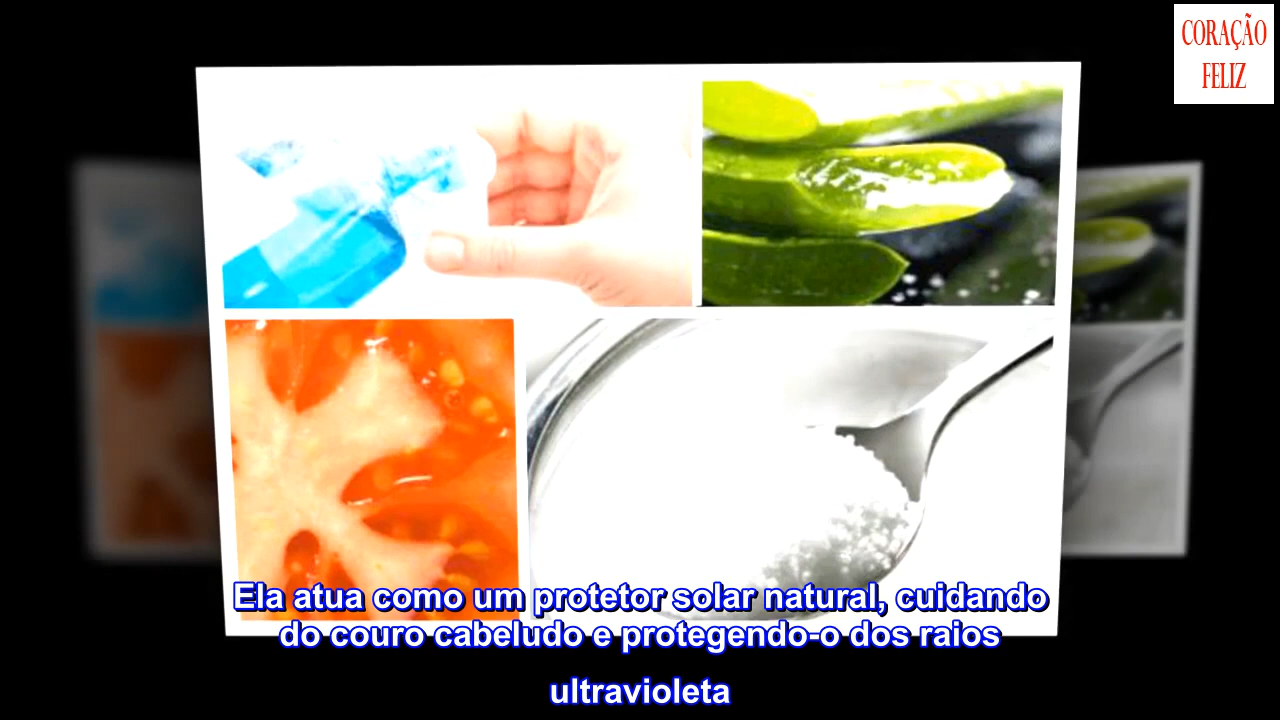 CORAÇÃO
FELIZ
Ela atua como um protetor solar natural, cuidando
do couro cabeludo e protegendo-o dos raios
ultravioleta